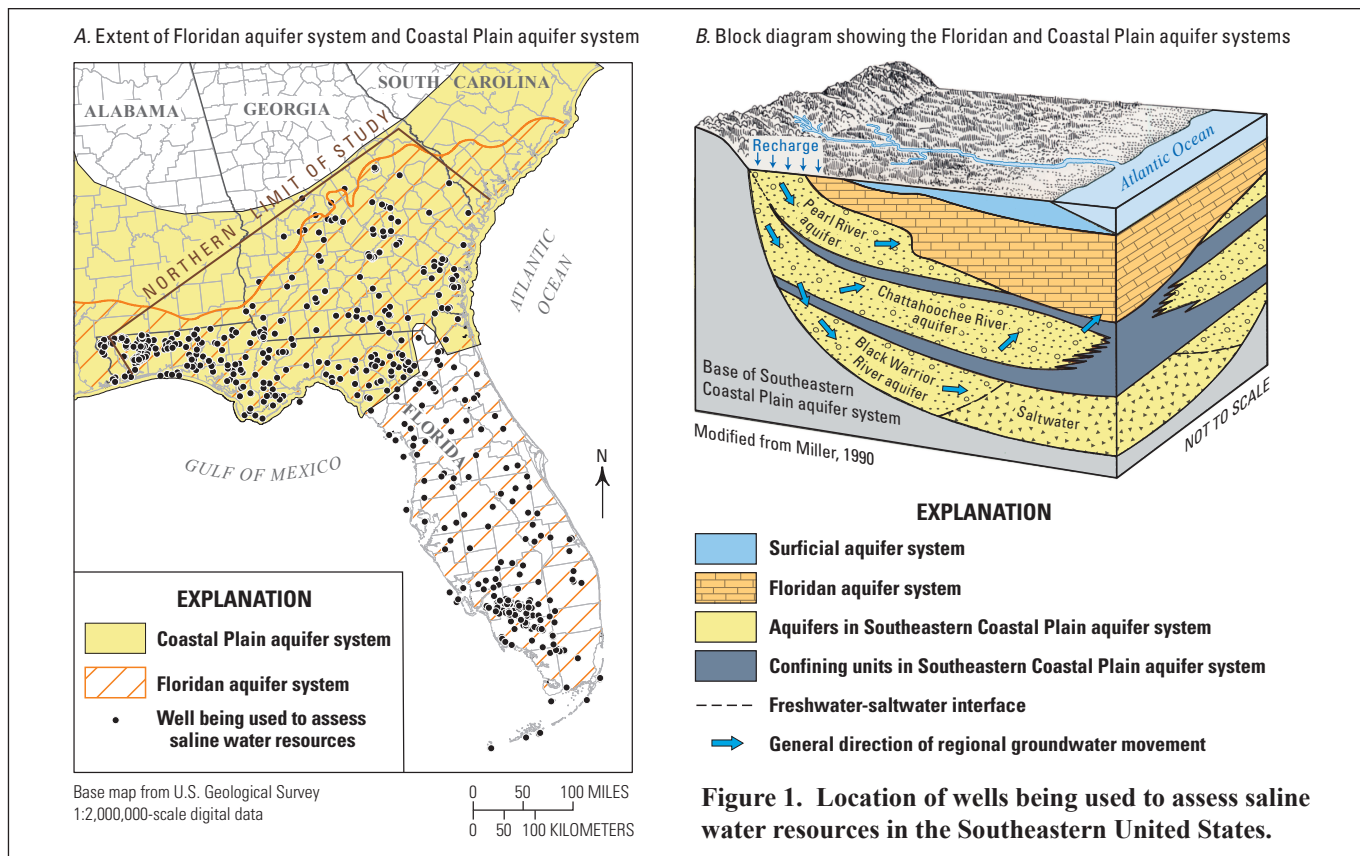 A. Extent of Floridan aquifer system and Coastal Plain aquifer system
ALABAMA
GEORGIA
SOUTH CAROLINA
NORTHERN LIMIT OF STUDY
ATLANTIC
OCEAN
FLORIDA
GULF OF MEXICO
N
EXPLANATION
Coastal Plain aquifer system
Floridan aquifer system
Well being used to assess
saline water resources
Base map from U.S. Geological Survey
1:2,000,000-scale digital data
0 50 100 MILES
0 50 100 KILOMETERS
B. Block diagram showing the Floridan and Coastal Plain aquifer systems
Recharge
Atlantic Ocean
Pearl River
aquifer
Chattahoochee River
aquifer
Black Warrior
River aquifer
Base of Southeastern
Coastal Plain aquifer system
Saltwater
NOT TO SCALE
Modified from Miller, 1990
EXPLANATION
Surficial aquifer system
Floridan aquifer system
Aquifers in Southeastern Coastal Plain aquifer system
Confining units in Southeastern Coastal Plain aquifer system
Freshwater-saltwater interface
General direction of regional groundwater movement
Figure 1. Location of wells being used to assess saline
water resources in the Southeastern United States.